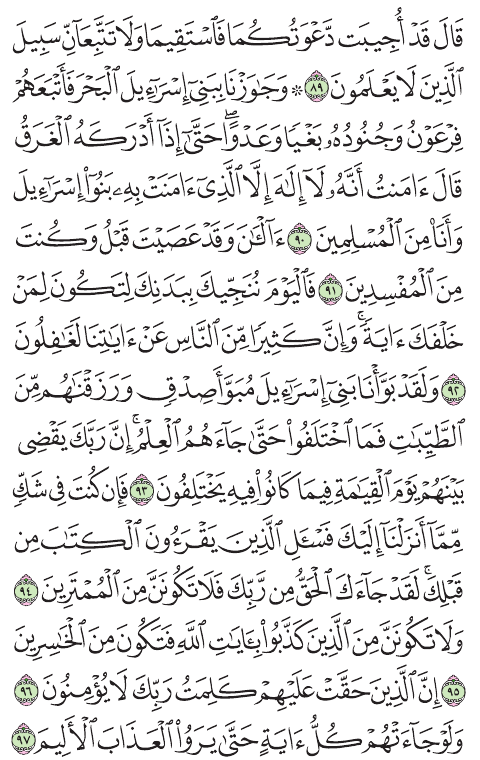 قَالَ قَدْ أُجِيبَت دَّعْوَتُكُمَا فَٱسْتَقِيمَا وَلَا تَتَّبِعَآنِّ سَبِيلَ
ٱلَّذِينَ لَا يَعْلَمُونَ ٨٩ ۞ وَجَٰوَزْنَا بِبَنِىٓ إِسْرَٰٓءِيلَ ٱلْبَحْرَ فَأَتْبَعَهُمْ
فِرْعَوْنُ وَجُنُودُهُۥ بَغْيًا وَعَدْوًا ۖ حَتَّىٰٓ إِذَآ أَدْرَكَهُ ٱلْغَرَقُ
قَالَ ءَامَنتُ أَنَّهُۥ لَآ إِلَٰهَ إِلَّا ٱلَّذِىٓ ءَامَنَتْ بِهِۦ بَنُوٓا۟ إِسْرَٰٓءِيلَ
وَأَنَا۠ مِنَ ٱلْمُسْلِمِينَ ٩٠ ءَآلْـَٰٔنَ وَقَدْ عَصَيْتَ قَبْلُ وَكُنتَ
مِنَ ٱلْمُفْسِدِينَ ٩١ فَٱلْيَوْمَ نُنَجِّيكَ بِبَدَنِكَ لِتَكُونَ لِمَنْ
خَلْفَكَ ءَايَةً ۚ وَإِنَّ كَثِيرًا مِّنَ ٱلنَّاسِ عَنْ ءَايَٰتِنَا لَغَٰفِلُونَ
٩٢ وَلَقَدْ بَوَّأْنَا بَنِىٓ إِسْرَٰٓءِيلَ مُبَوَّأَ صِدْقٍ وَرَزَقْنَٰهُم مِّنَ
ٱلطَّيِّبَٰتِ فَمَا ٱخْتَلَفُوا۟ حَتَّىٰ جَآءَهُمُ ٱلْعِلْمُ ۚ إِنَّ رَبَّكَ يَقْضِى
بَيْنَهُمْ يَوْمَ ٱلْقِيَٰمَةِ فِيمَا كَانُوا۟ فِيهِ يَخْتَلِفُونَ ٩٣ فَإِن كُنتَ فِى شَكٍّ
مِّمَّآ أَنزَلْنَآ إِلَيْكَ فَسْـَٔلِ ٱلَّذِينَ يَقْرَءُونَ ٱلْكِتَٰبَ مِن
قَبْلِكَ ۚ لَقَدْ جَآءَكَ ٱلْحَقُّ مِن رَّبِّكَ فَلَا تَكُونَنَّ مِنَ ٱلْمُمْتَرِينَ ٩٤
وَلَا تَكُونَنَّ مِنَ ٱلَّذِينَ كَذَّبُوا۟ بِـَٔايَٰتِ ٱللَّهِ فَتَكُونَ مِنَ ٱلْخَٰسِرِينَ
٩٥ إِنَّ ٱلَّذِينَ حَقَّتْ عَلَيْهِمْ كَلِمَتُ رَبِّكَ لَا يُؤْمِنُونَ ٩٦
وَلَوْ جَآءَتْهُمْ كُلُّ ءَايَةٍ حَتَّىٰ يَرَوُا۟ ٱلْعَذَابَ ٱلْأَلِيمَ ٩٧